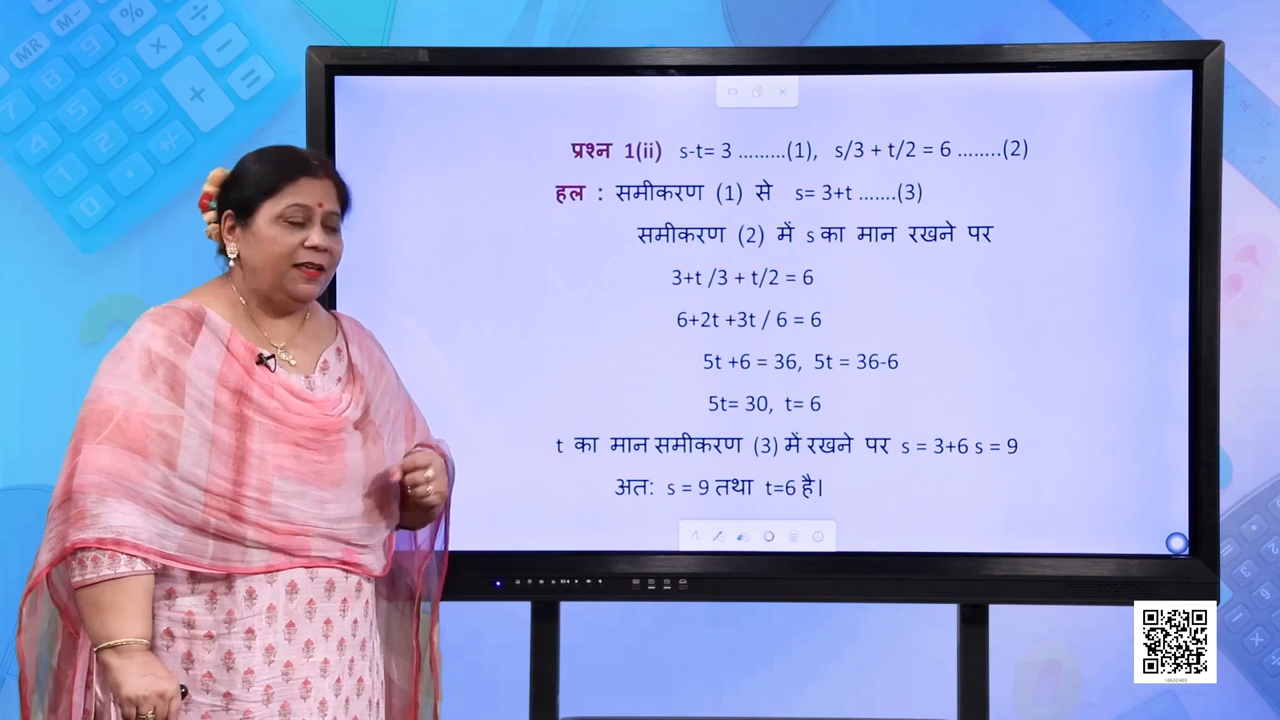 प्रश्न 1(ii) s-t= 3 .........(1), s/3 + t/2 = 6 ........(2)
हल : समीकरण (1) से s= 3+t .......(3)
समीकरण (2) में s का मान रखने पर
3+t /3 + t/2 = 6
6+2t +3t / 6 = 6
5t +6 = 36, 5t = 36-6
5t= 30, t= 6
t का मान समीकरण (3) में रखने पर s = 3+6 s = 9
अत: s = 9 तथा t=6 है।